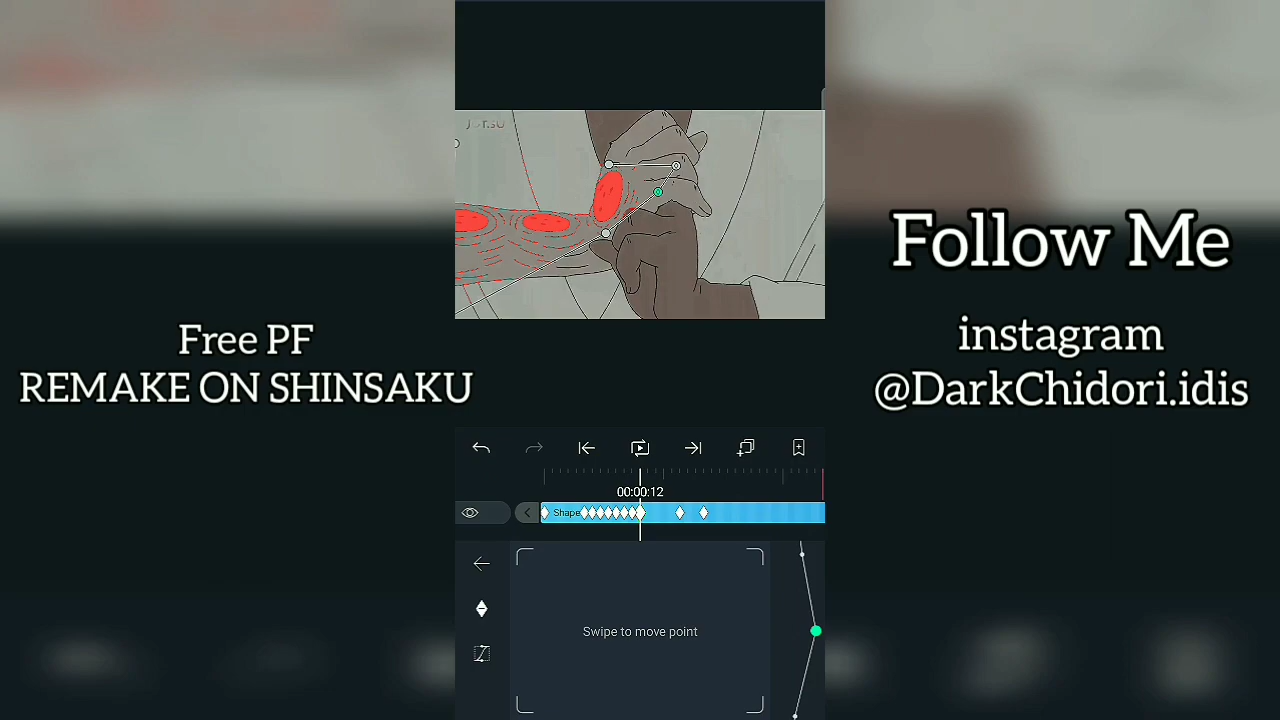 Free PF
REMAKE ON SHINSAKU
Follow Me
instagram
@DarkChidori.idis
00:00:12
Shape
Swipe to move point